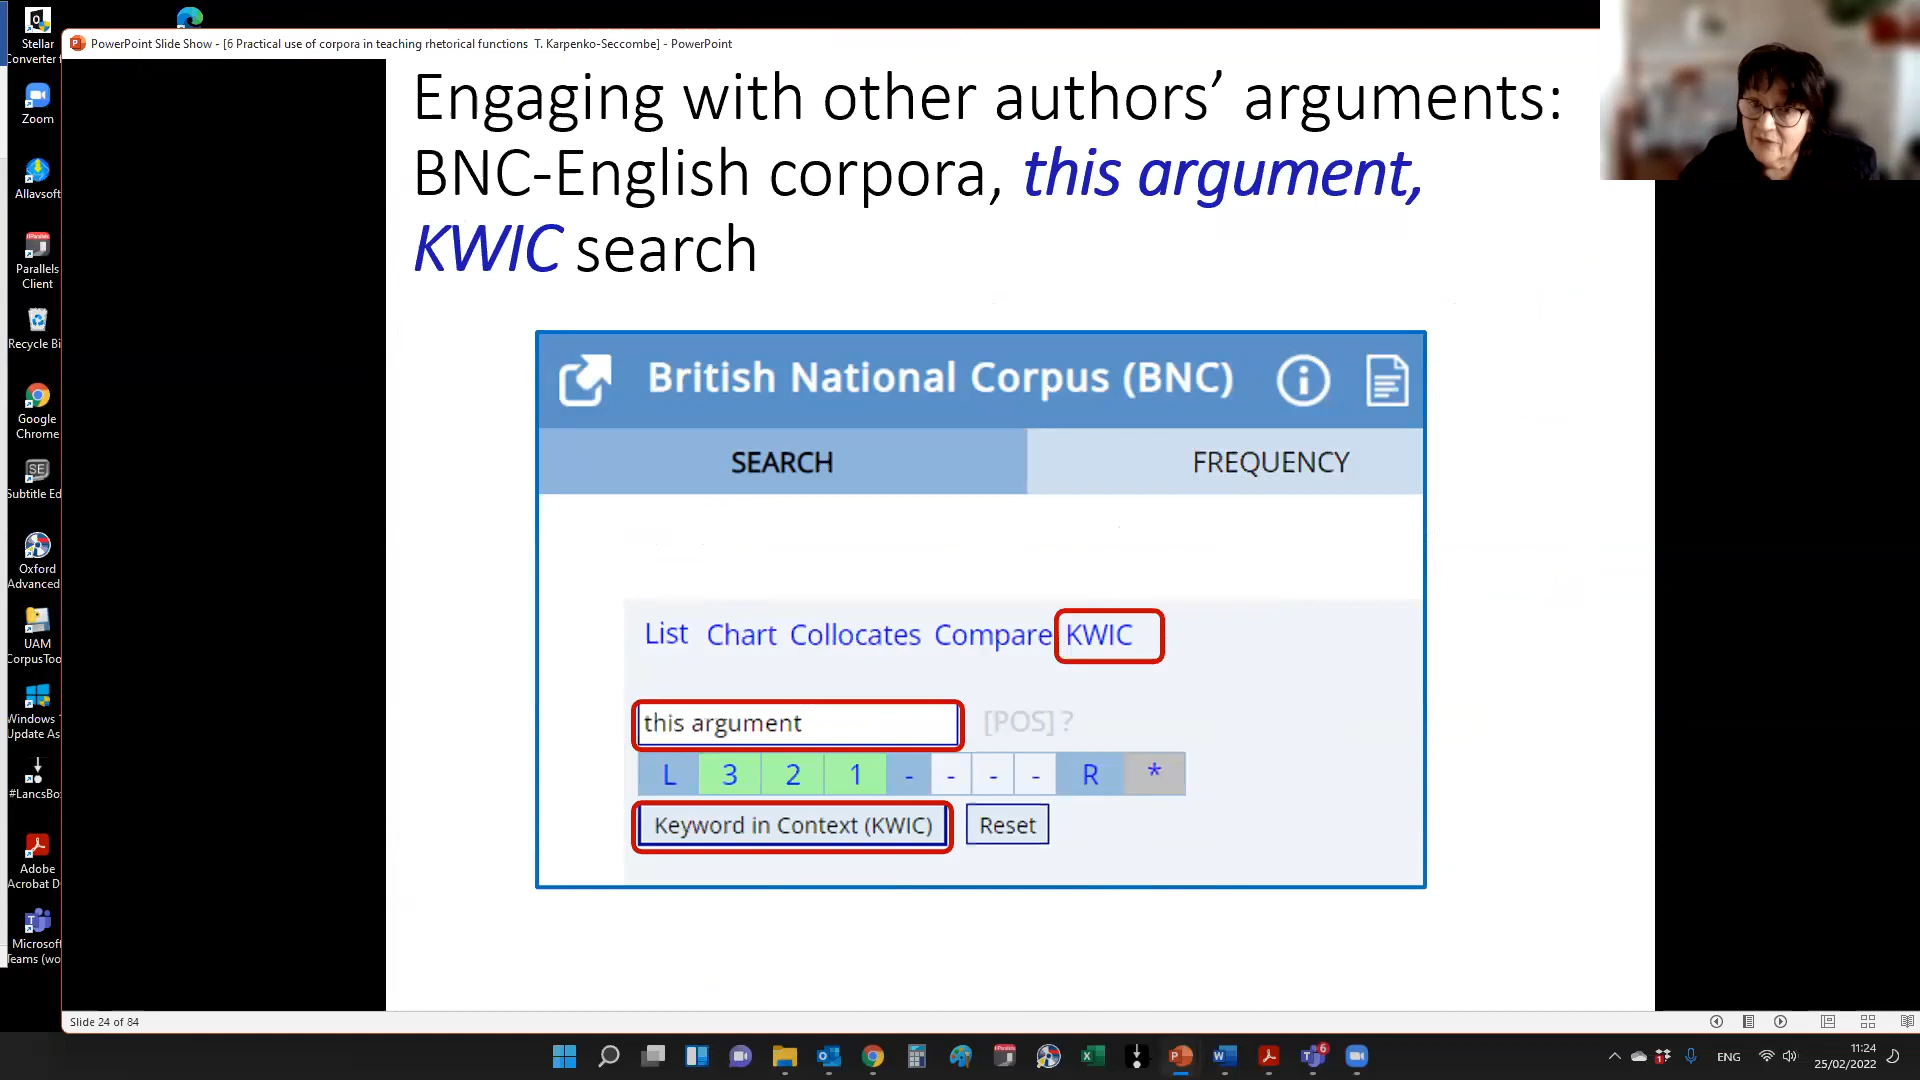 Stellar
Converter f
PowerPoint Slide Show - [6 Practical use of corpora in teaching rhetorical functions T. Karpenko-Seccombe] - PowerPoint
Zoom
Allavsoft
Parallels
Client
Recycle Bi
Google
Chrome
Subtitle Ed
Oxford
Advanced
UAM
CorpusToo
Windows
Update As
#LancsBo
Adobe
Acrobat D
Microsof
Teams (wo
Engaging with other authors’ arguments:
BNC-English corpora, this argument,
KWIC search
British National Corpus (BNC)
SEARCH
FREQUENCY
List Chart Collocates Compare KWIC
this argument [POS] ?
L 3 2 1 - - - - R *
Keyword in Context (KWIC) Reset
Slide 24 of 84
ENG
11:24
25/02/2022